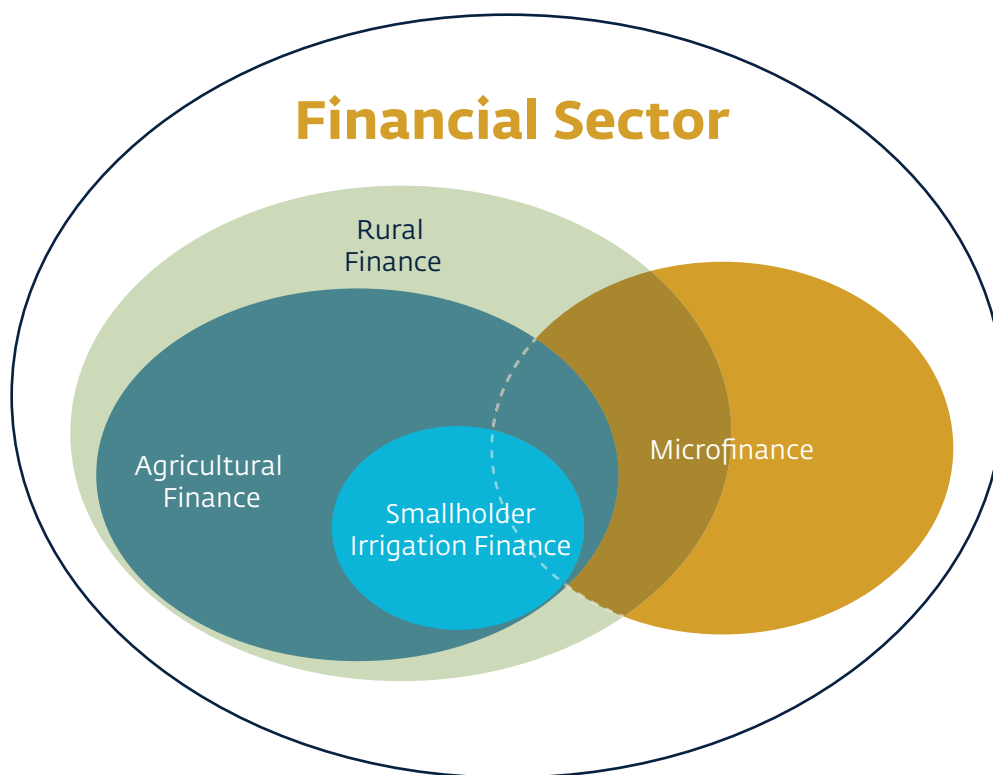 Financial Sector
Rural
Finance
Microfinance
Agricultural
Finance
Smallholder
Irrigation Finance